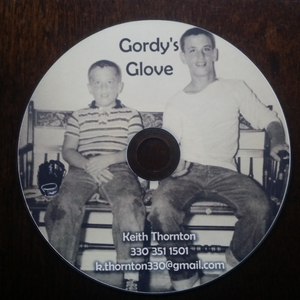 Gordy's
Glove
Keith Thornton
330 351 1501
k.thornton330@gmail.com